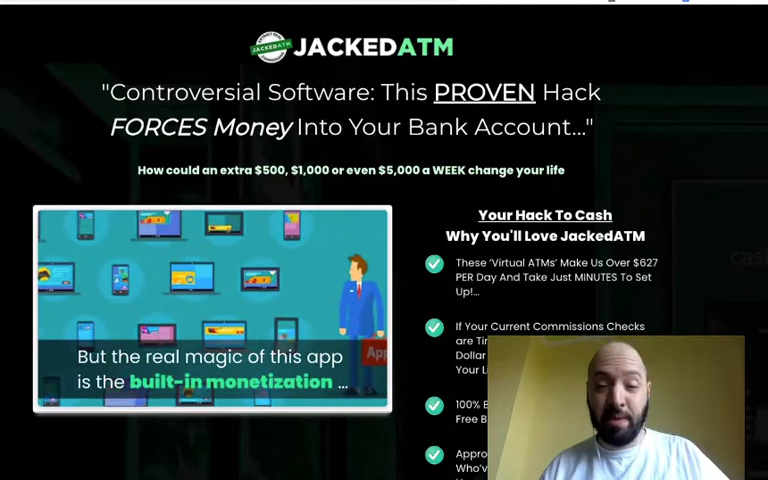 JACKEDATM
JACKEDATM
"Controversial Software: This PROVEN Hack
FORCES Money Into Your Bank Account..."
How could an extra $500, $1,000 or even $5,000 a WEEK change your life
Your Hack To Cash
Why You'll Love JackedATM
These ‘Virtual ATMs’ Make Us Over $627
PER Day And Take Just MINUTES To Set
Up!...
If Your Current Commissions Checks
are
Dollar
Your
100%
Free
But the real magic of this app
is the built-in monetization ...